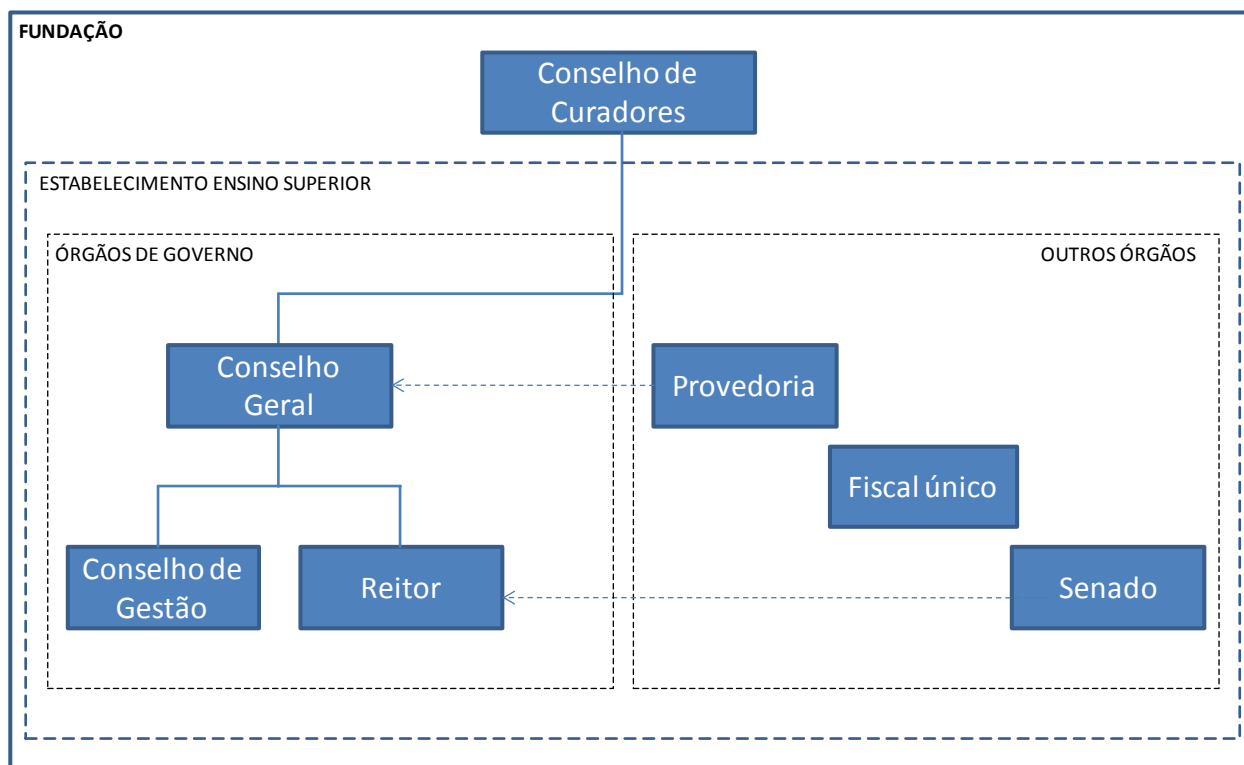 FUNDAÇÃO
Conselho de
Curadores
ESTABELECIMENTO ENSINO SUPERIOR
ÓRGÃOS DE GOVERNO
OUTROS ÓRGÃOS
Conselho
Geral
Provedoria
Fiscal único
Conselho de
Gestão
Reitor
Senado